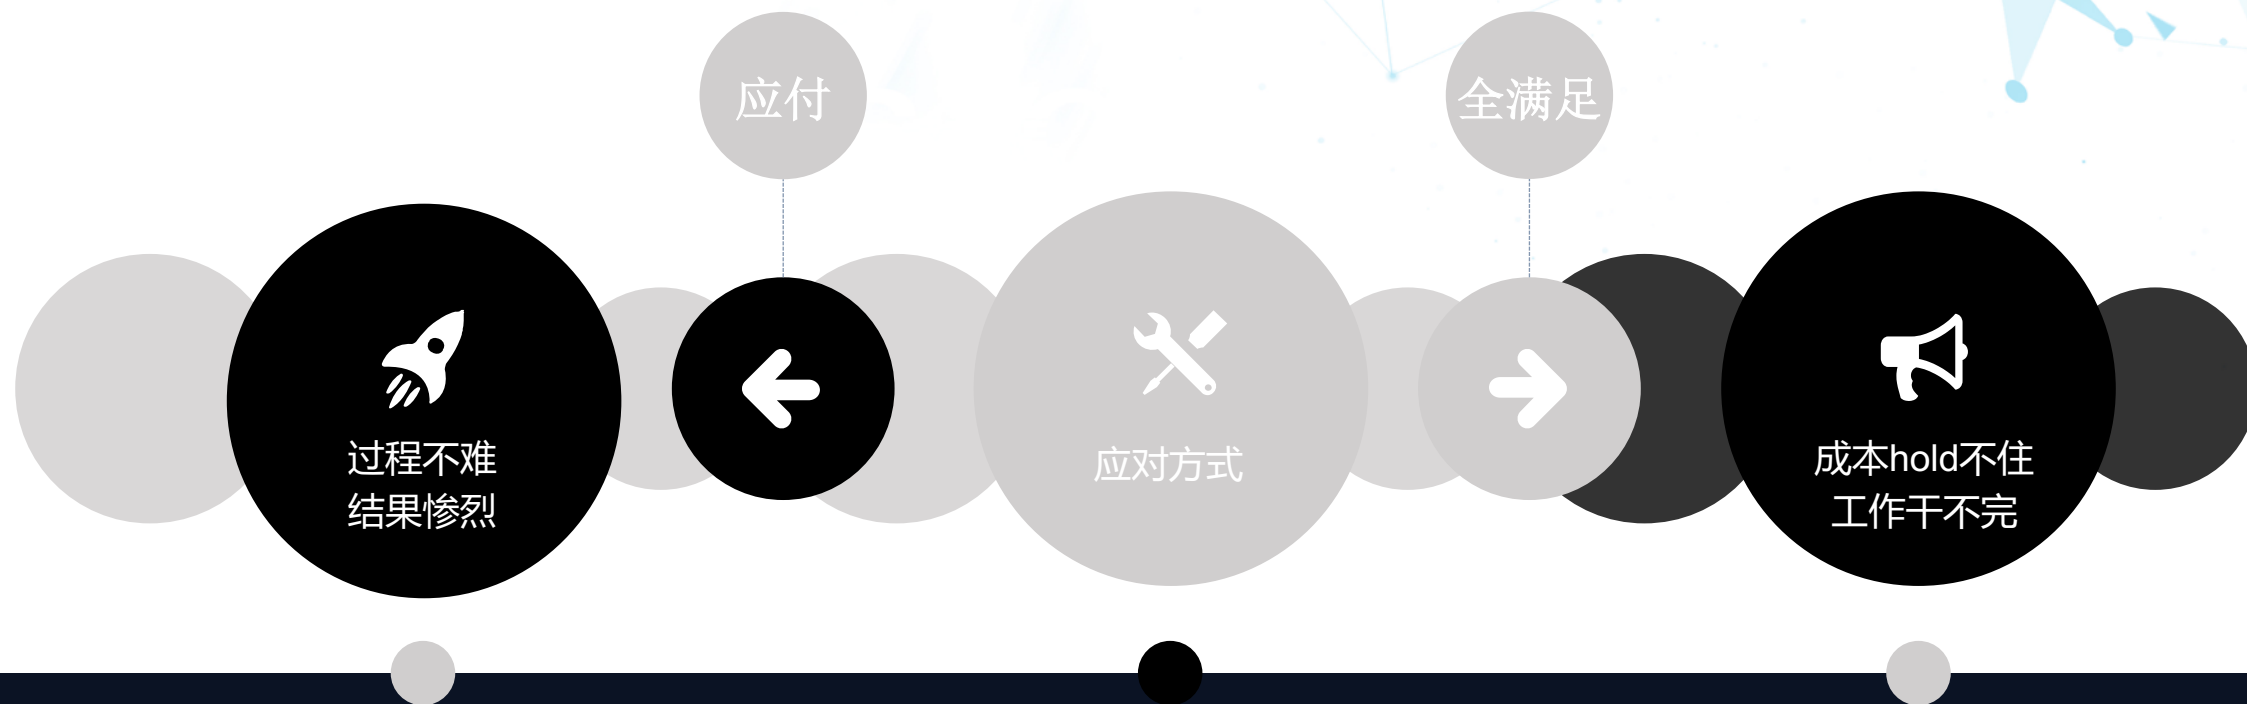 应付
全满足
过程不难
结果惨烈
应对方式
成本hold不住
工作干不完